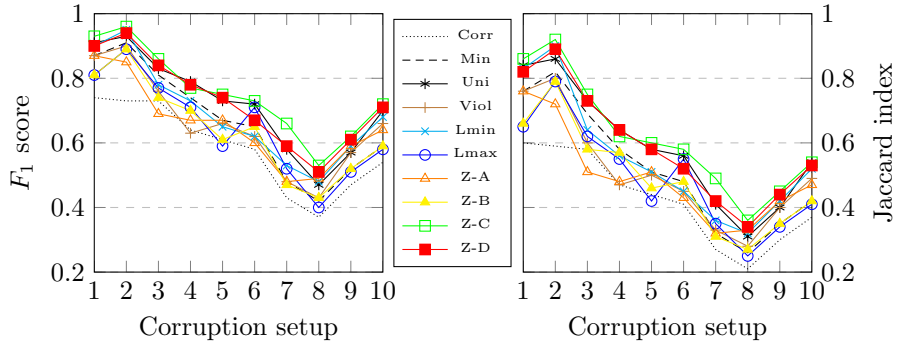 1
0.8
0.6
0.4
0.2
1 2 3 4 5 6 7 8 9 10
F1 score
Corruption setup
Corr
Min
Uni
Viol
Lmin
Lmax
Z-A
Z-B
Z-C
Z-D
1
0.8
0.6
0.4
0.2
1 2 3 4 5 6 7 8 9 10
Jaccard index
Corruption setup